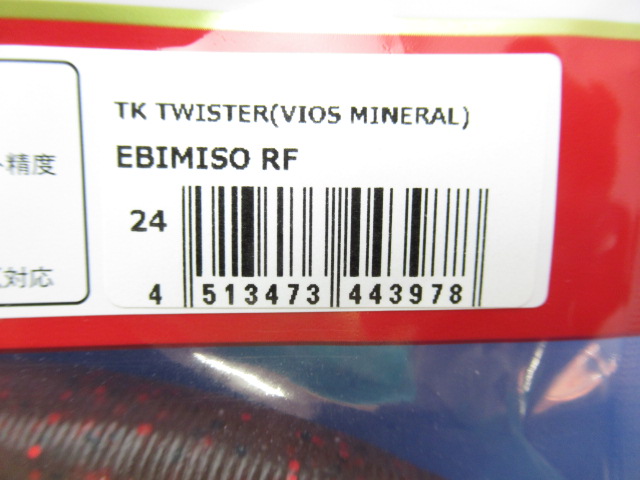 TK TWISTER(VIOS MINERAL)
EBIMISO RF
24
4 513473 443978
精度
対応